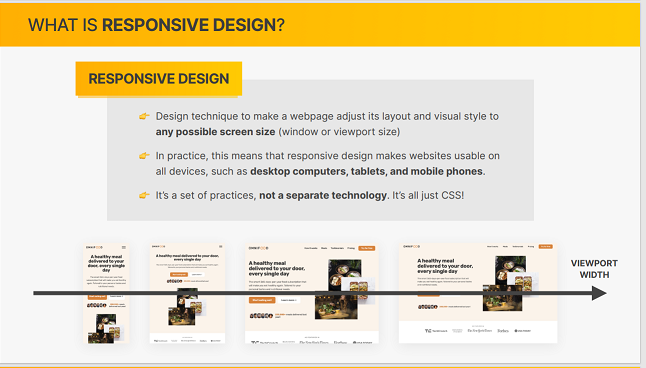 WHAT IS RESPONSIVE DESIGN?
RESPONSIVE DESIGN
👉 Design technique to make a webpage adjust its layout and visual style to
any possible screen size (window or viewport size)
👉 In practice, this means that responsive design makes websites usable on
all devices, such as desktop computers, tablets, and mobile phones.
👉 It's a set of practices, not a separate technology. It's all just CSS!
A healthy meal
delivered to your
door, every single
day
A healthy meal
delivered to your door,
every single day
A healthy meal
delivered to your
door, every single
day
A healthy meal
delivered to your door,
every single day
VIEWPORT
WIDTH